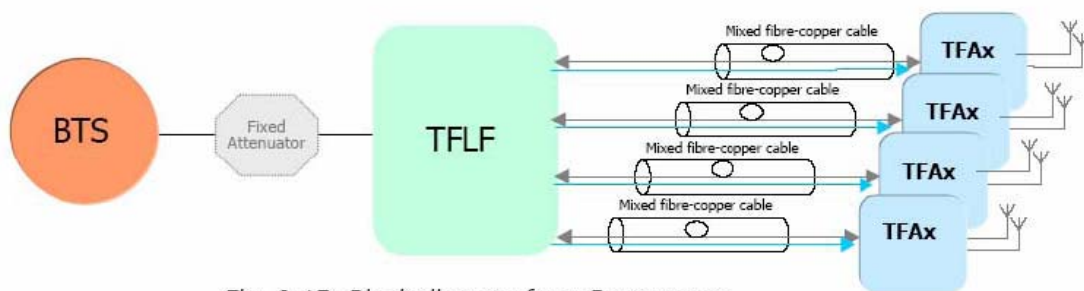 Mixed fibre-copper cable
TFAx
Mixed fibre-copper cable
TFAx
BTS
Fixed
Attenuator
TFLF
Mixed fibre-copper cable
TFAx
Mixed fibre-copper cable
TFAx